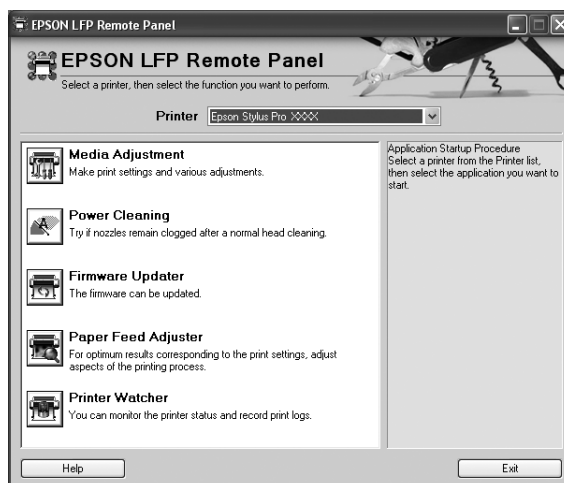 EPSON LFP Remote Panel
EPSON LFP Remote Panel
Select a printer, then select the function you want to perform.
Printer
Epson Stylus Pro XXXX
Media Adjustment
Make print settings and various adjustments.
Power Cleaning
Try if nozzles remain clogged after a normal head cleaning.
Firmware Updater
The firmware can be updated.
Paper Feed Adjuster
For optimum results corresponding to the print settings, adjust
aspects of the printing process.
Printer Watcher
You can monitor the printer status and record print logs.
Application Startup Procedure
Select a printer from the Printer list,
then select the application you want to
start.
Help
Exit